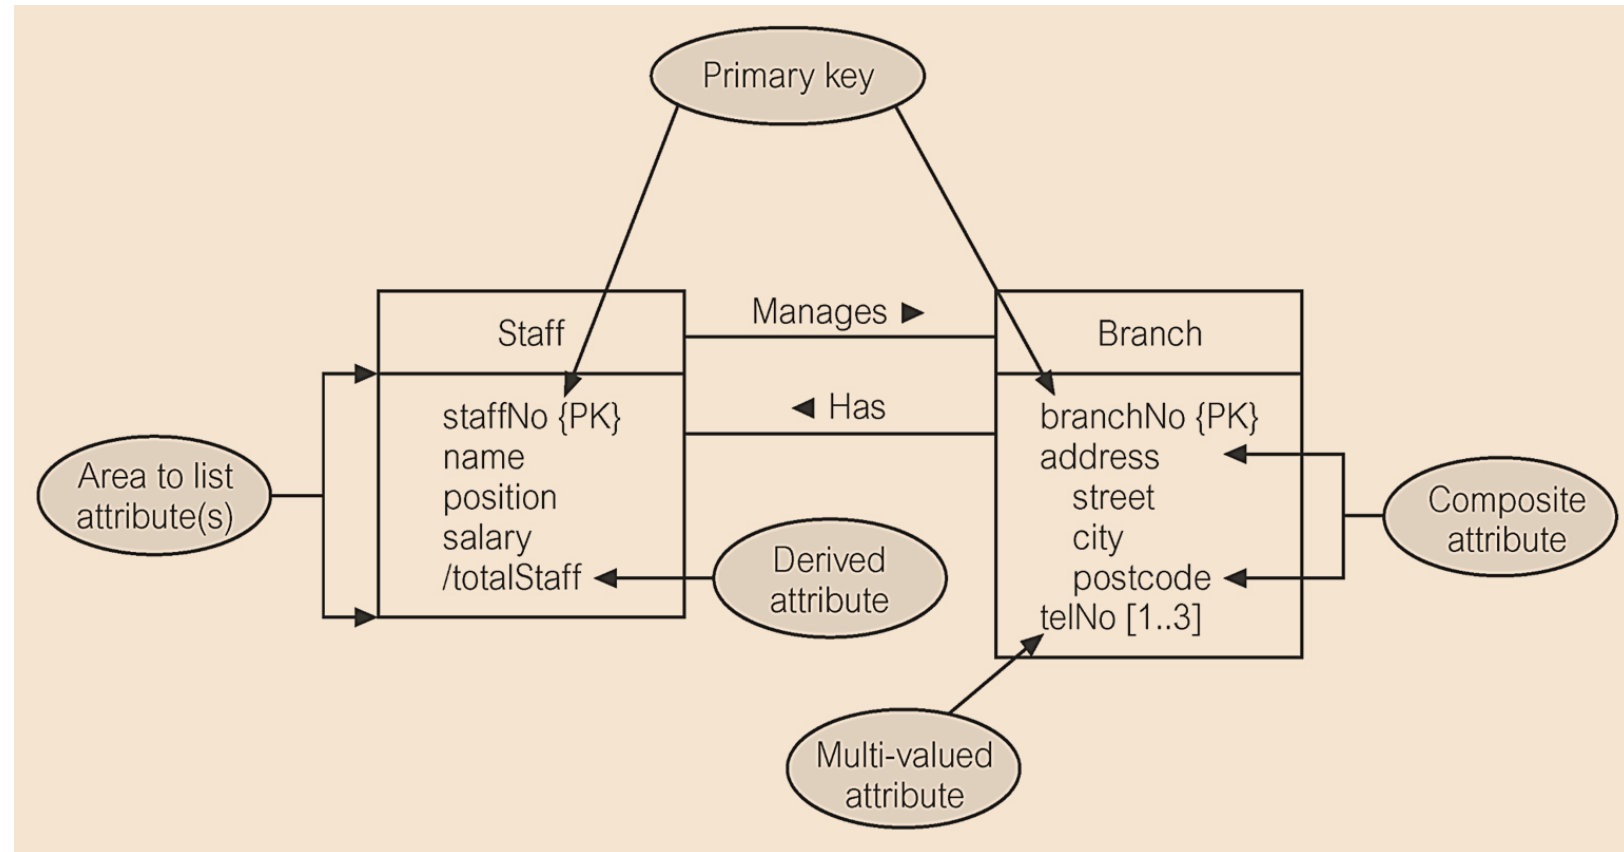 Primary key
Manages ►
Staff
Branch
◄ Has
staffNo {PK}
name
position
salary
/totalStaff
branchNo {PK}
address
street
city
postcode
telNo [1..3]
Area to list
attribute(s)
Derived
attribute
Composite
attribute
Multi-valued
attribute